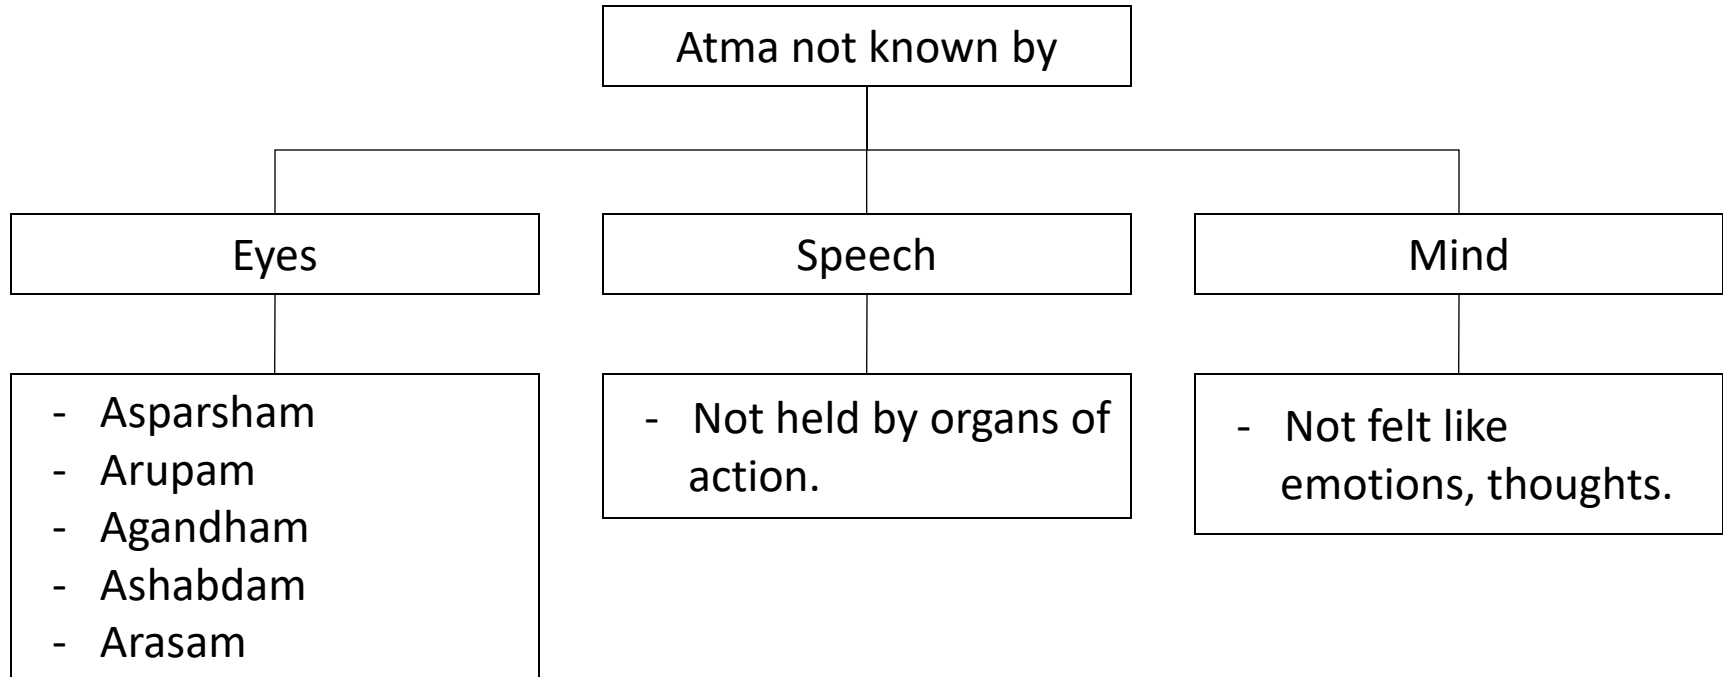 Atma not known by
Eyes
Speech
Mind
- Asparsham
- Arupam
- Agandham
- Ashabdam
- Arasam
- Not held by organs of
action.
- Not felt like
emotions, thoughts.